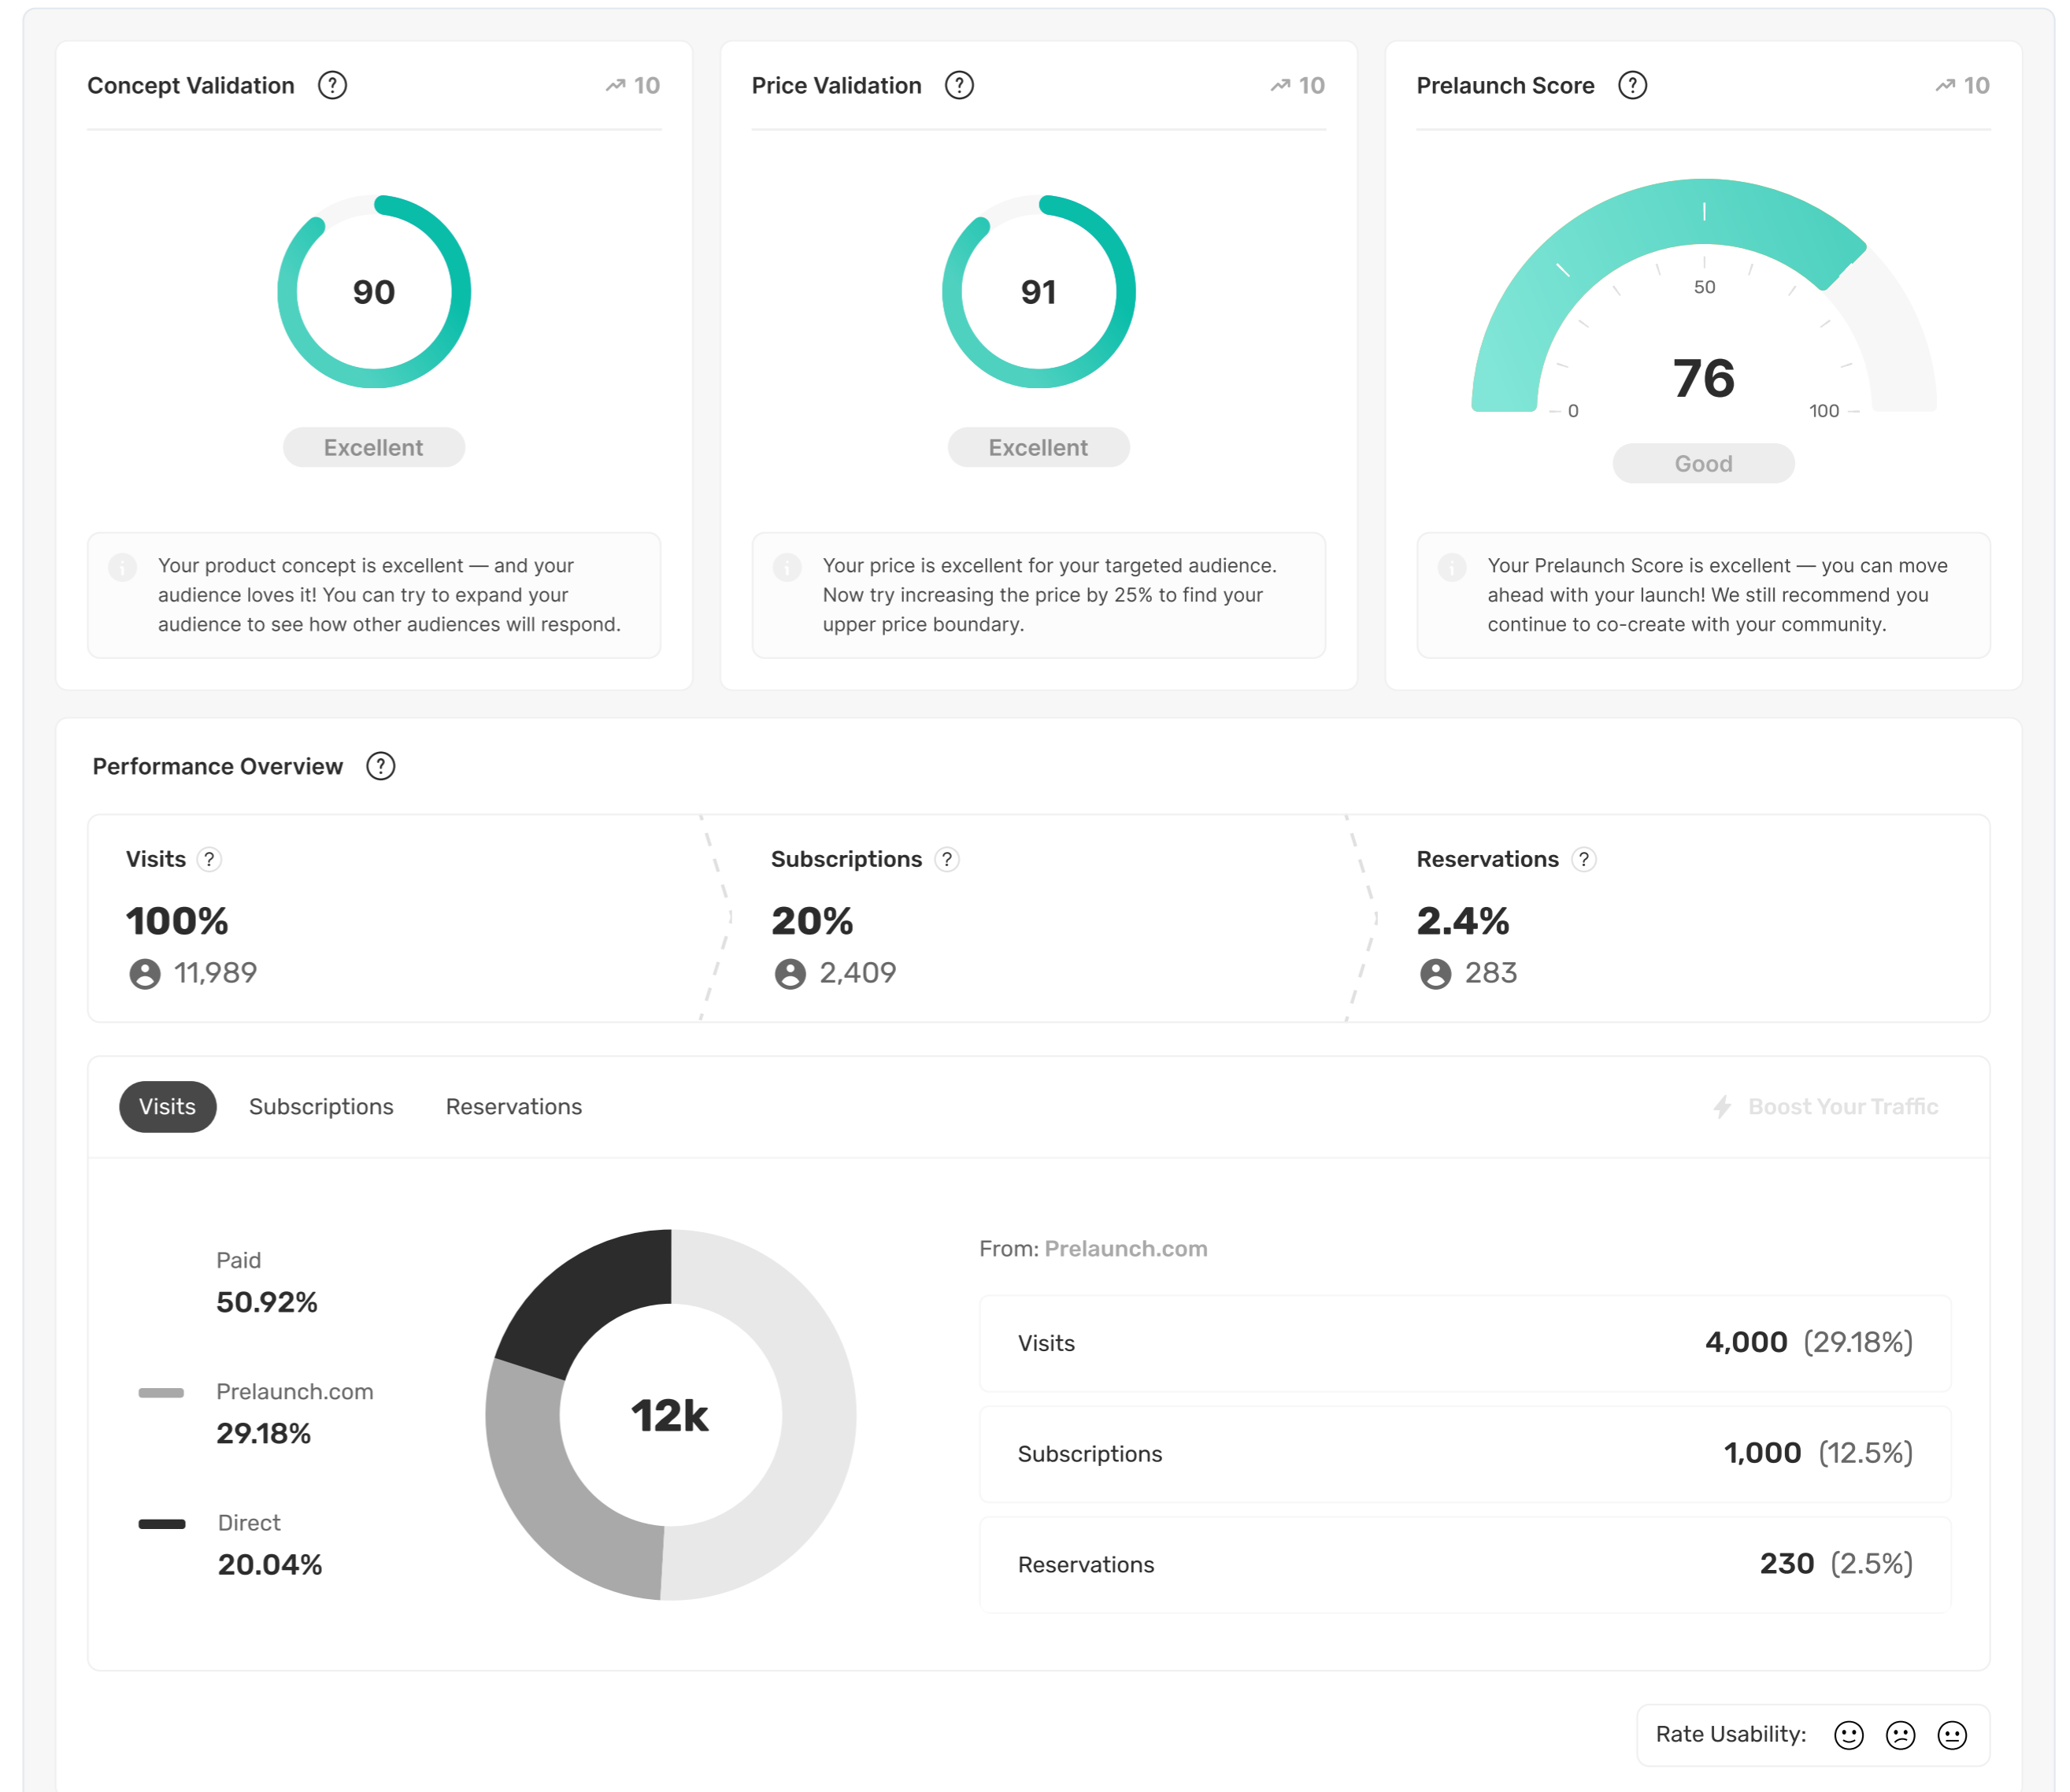 Concept Validation ? 10
90
Excellent
Your product concept is excellent — and your
audience loves it! You can try to expand your
audience to see how other audiences will respond.
Price Validation ? 10
91
Excellent
Your price is excellent for your targeted audience.
Now try increasing the price by 25% to find your
upper price boundary.
Prelaunch Score ? 10
50
76
0 100
Good
Your Prelaunch Score is excellent — you can move
ahead with your launch! We still recommend you
continue to co-create with your community.
Performance Overview ?
Visits ?
100%
11,989
Subscriptions ?
20%
2,409
Reservations ?
2.4%
283
Visits Subscriptions Reservations Boost Your Traffic
Paid
50.92%
Prelaunch.com
29.18%
Direct
20.04%
12k
From: Prelaunch.com
Visits 4,000 (29.18%)
Subscriptions 1,000 (12.5%)
Reservations 230 (2.5%)
Rate Usability: